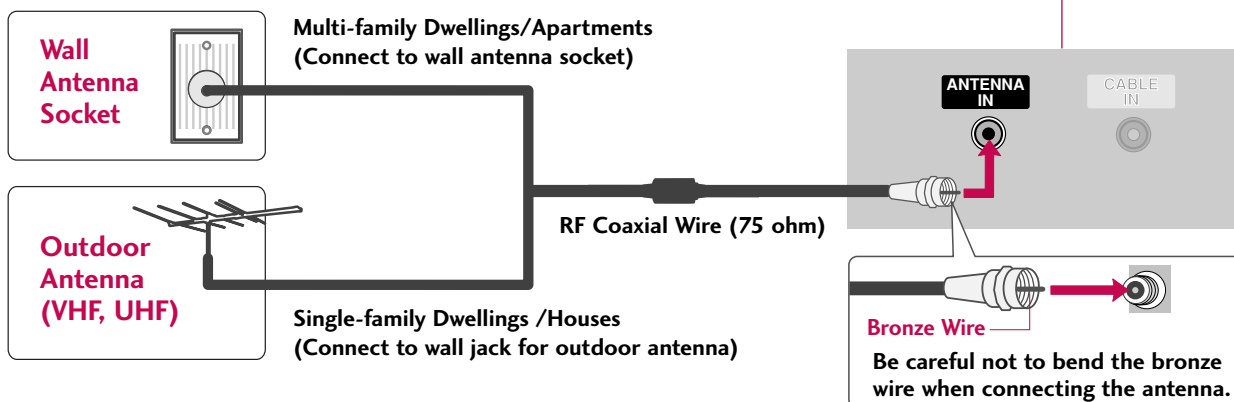 Wall
Antenna
Socket
Multi-family Dwellings/Apartments
(Connect to wall antenna socket)
Outdoor
Antenna
(VHF, UHF)
Single-family Dwellings /Houses
(Connect to wall jack for outdoor antenna)
RF Coaxial Wire (75 ohm)
ANTENNA
IN
CABLE
IN
Bronze Wire
Be careful not to bend the bronze
wire when connecting the antenna.